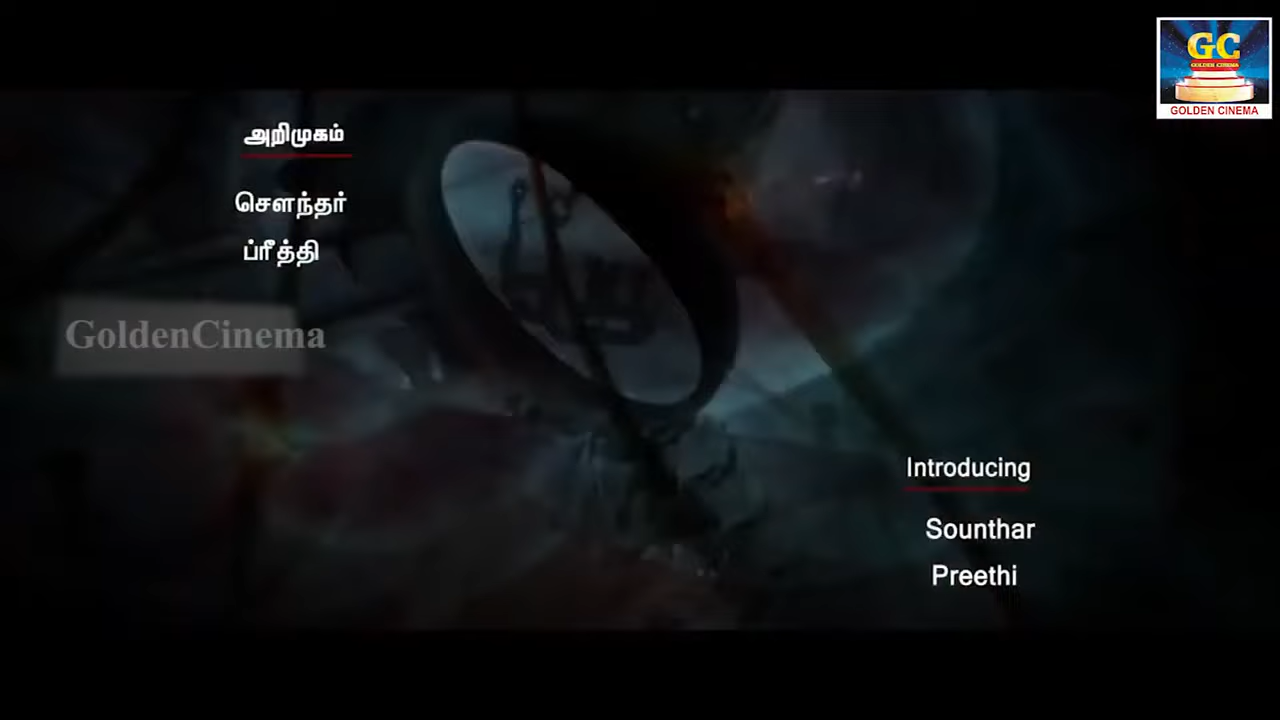 GC
GOLDEN CINEMA
GOLDEN CINEMA
அறிமுகம்
சௌந்தர்
ப்ரீத்தி
GoldenCinema
Introducing
Sounthar
Preethi